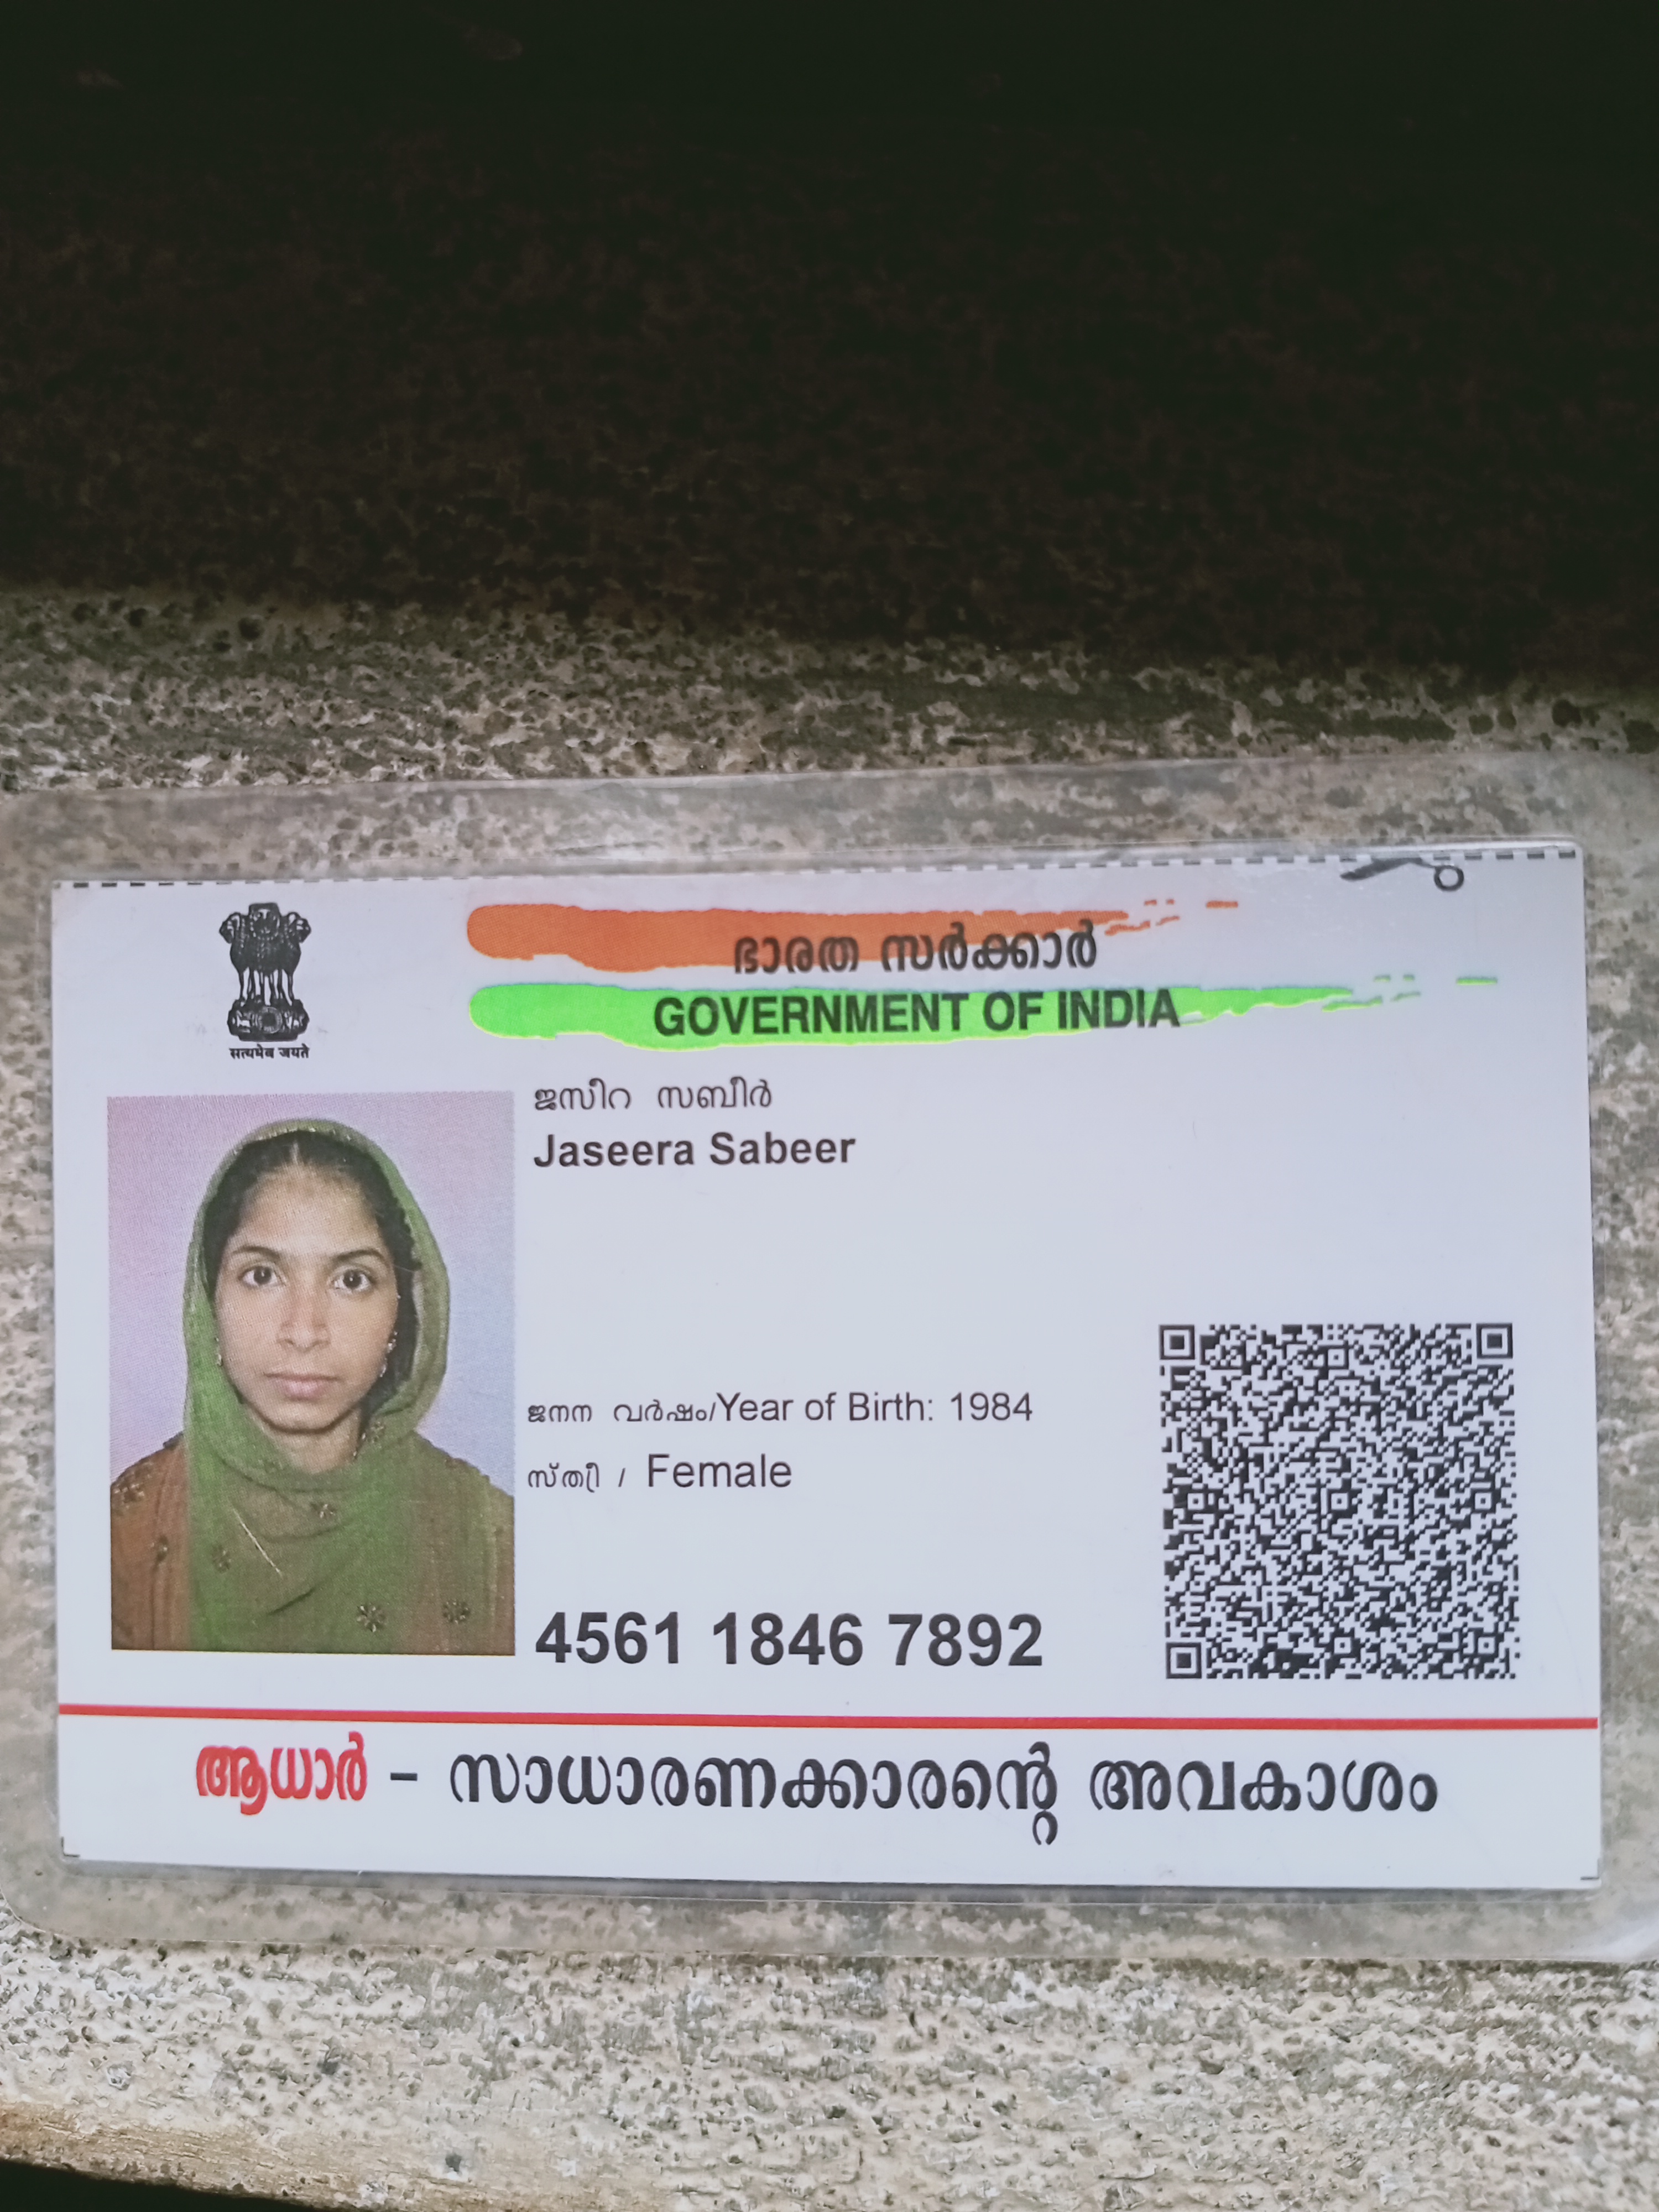 सत्यमेव जयते
ഭാരത സർക്കാർ
GOVERNMENT OF INDIA
ജസീറ സബീർ
Jaseera Sabeer
ജനന വർഷം/Year of Birth: 1984
സ്ത്രീ / Female
4561 1846 7892
ആധാർ - സാധാരണക്കാരന്റെ അവകാശം